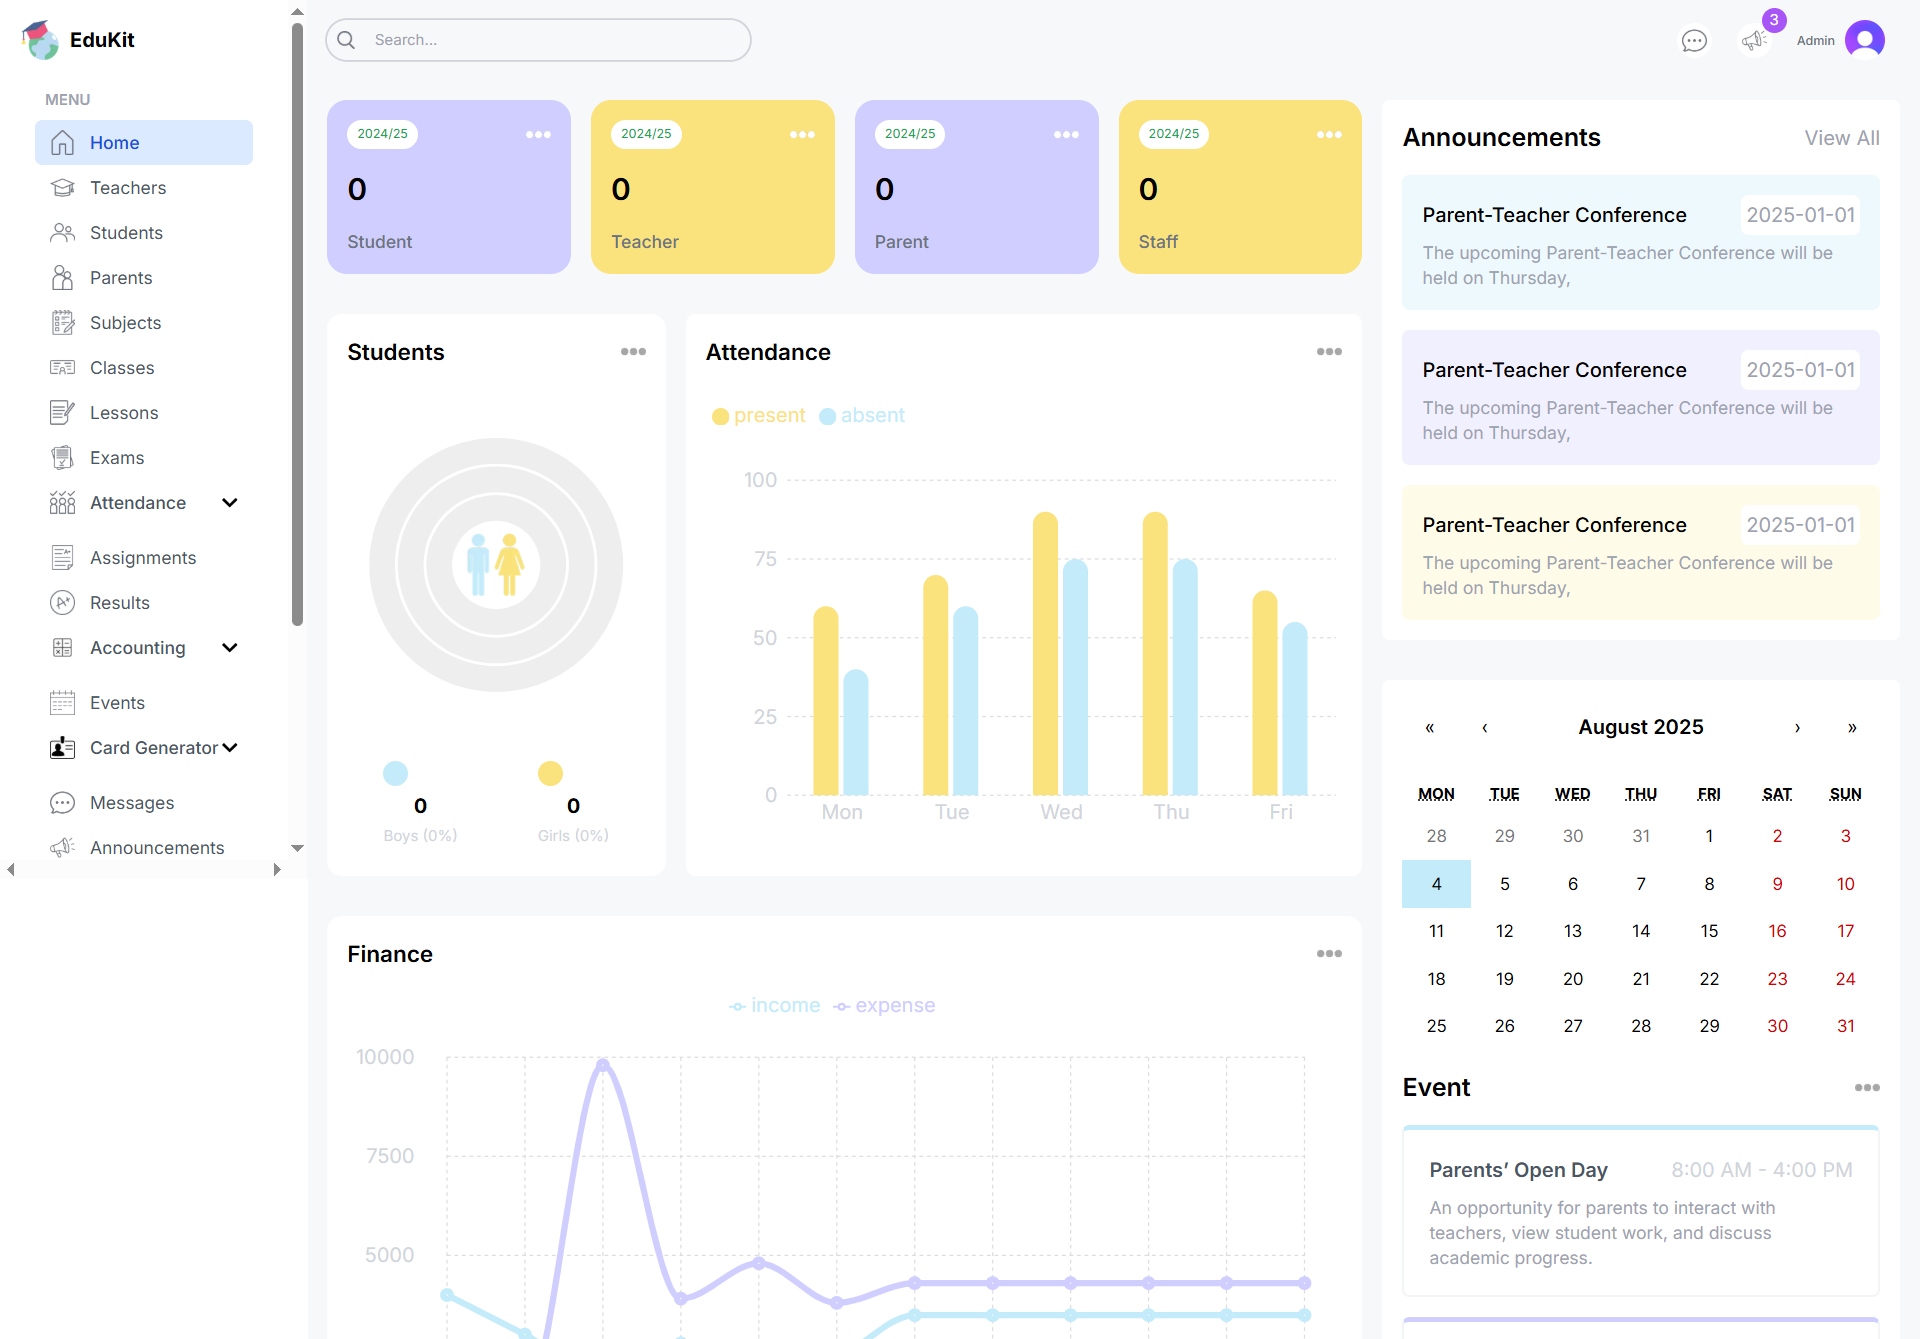 EduKit
MENU
Home
Teachers
Students
Parents
Subjects
Classes
Lessons
Exams
Attendance
Assignments
Results
Accounting
Events
Card Generator
Messages
Announcements
Search...
3
Admin
2024/25
0
Student
2024/25
0
Teacher
2024/25
0
Parent
2024/25
0
Staff
Students
0
Boys (0%)
0
Girls (0%)
Attendance
present absent
100
75
50
25
0
Mon Tue Wed Thu Fri
Finance
income expense
10000
7500
5000
Announcements View All
Parent-Teacher Conference 2025-01-01
The upcoming Parent-Teacher Conference will be
held on Thursday,
Parent-Teacher Conference 2025-01-01
The upcoming Parent-Teacher Conference will be
held on Thursday,
Parent-Teacher Conference 2025-01-01
The upcoming Parent-Teacher Conference will be
held on Thursday,
« ‹ August 2025 › »
MON TUE WED THU FRI SAT SUN
28 29 30 31 1 2 3
4 5 6 7 8 9 10
11 12 13 14 15 16 17
18 19 20 21 22 23 24
25 26 27 28 29 30 31
Event
Parents’ Open Day 8:00 AM - 4:00 PM
An opportunity for parents to interact with
teachers, view student work, and discuss
academic progress.